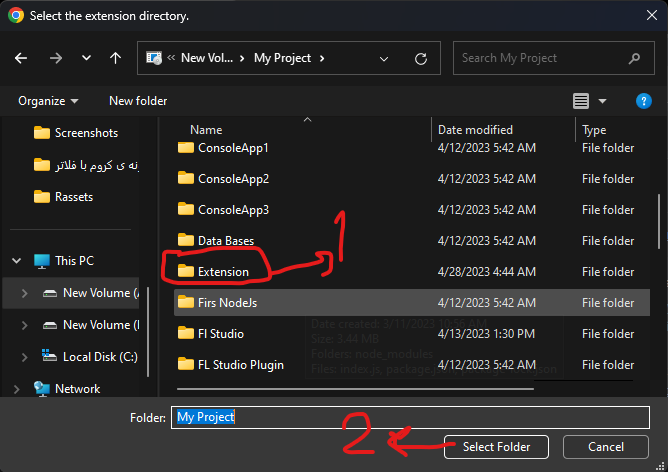 Select the extension directory.
New Vol... My Project
Search My Project
Organize New folder
Name Date modified Type
Screenshots
ونه ی کروم با فلاتر
Rassets
This PC
New Volume (
New Volume (
Local Disk (C:)
Network
ConsoleApp1 4/12/2023 5:42 AM File folder
ConsoleApp2 4/12/2023 5:42 AM File folder
ConsoleApp3 4/12/2023 5:42 AM File folder
Data Bases 4/12/2023 5:42 AM File folder
Extension 4/28/2023 4:44 AM File folder
Firs NodeJs 4/12/2023 5:42 AM File folder
Fl Studio 4/13/2023 1:30 PM File folder
FL Studio Plugin 4/12/2023 5:42 AM File folder
1
Date created: 3/11/2023 10:56 AM
Size: 3.44 MB
Folders: node_modules
Files: index.js, package.json,
Folder: My Project
2
Select Folder Cancel